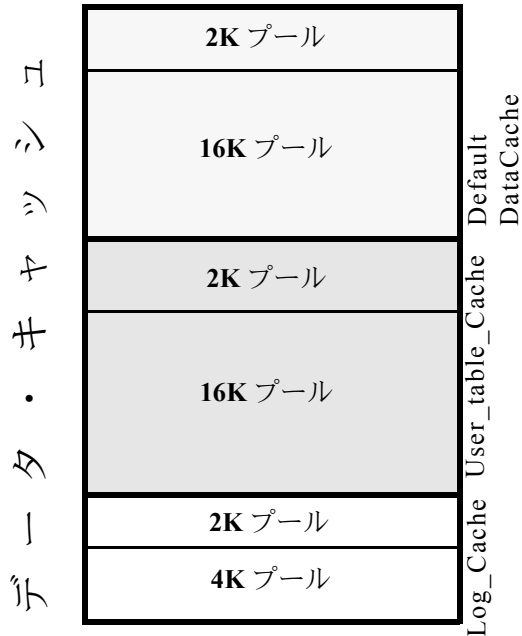 データ・キャッシュ
2K プール
16K プール
Default
DataCache
2K プール
16K プール
User_table_Cache
2K プール
4K プール
Log_Cache